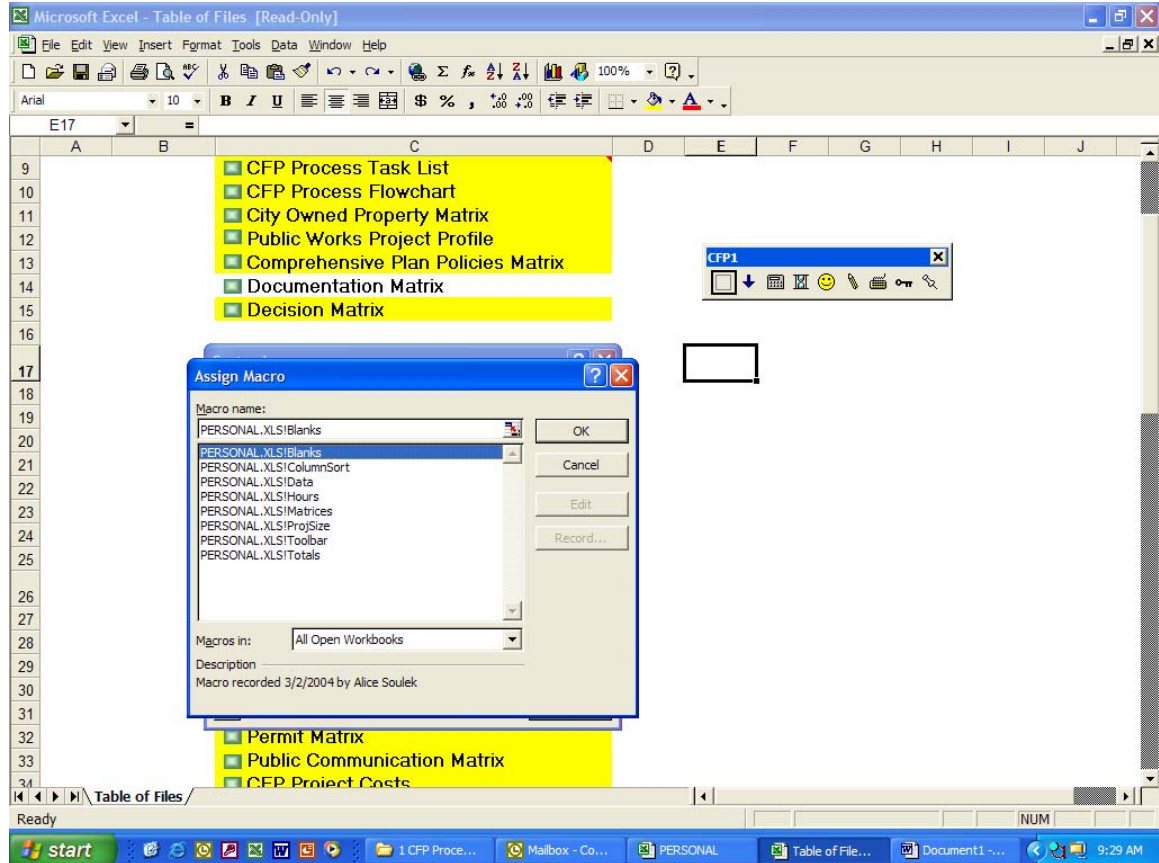 Microsoft Excel - Table of Files [Read-Only]
File Edit View Insert Format Tools Data Window Help
100%
Arial 10 B I U $ % ,
E17 =
A B C D E F G H I J
9 CFP Process Task List
10 CFP Process Flowchart
11 City Owned Property Matrix
12 Public Works Project Profile
13 Comprehensive Plan Policies Matrix
14 Documentation Matrix
15 Decision Matrix
CFP1
16
17
18
19
20
21
22
23
24
25
26
27
28
29
30
31
Assign Macro
Macro name:
PERSONAL.XLS!Blanks
OK
PERSONAL.XLS!Blanks
PERSONAL.XLS!ColumnSort
Cancel
PERSONAL.XLS!Data
PERSONAL.XLS!Hours
Edit
PERSONAL.XLS!Matrices
PERSONAL.XLS!ProjSize
PERSONAL.XLS!Toolbar
Record...
PERSONAL.XLS!Totals
Macros in: All Open Workbooks
Description
Macro recorded 3/2/2004 by Alice Soulek
32 Permit Matrix
33 Public Communication Matrix
34 CFP Project Costs
Table of Files
Ready NUM
start 1 CFP Proce... Mailbox - Co... PERSONAL Table of File... Document1 -... 9:29 AM